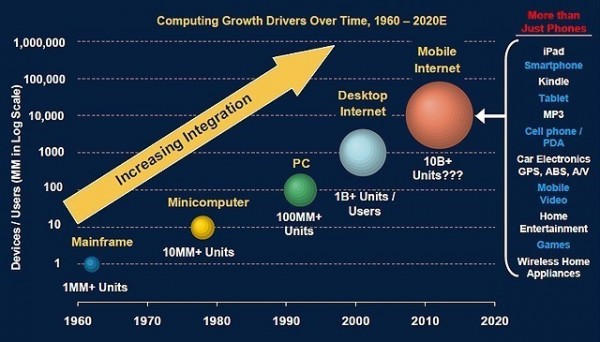 Computing Growth Drivers Over Time, 1960 – 2020E
More than
Just Phones
Devices / Users (MM in Log Scale)
1,000,000
100,000
10,000
1000
100
10
1
Increasing Integration
Mainframe
1MM+ Units
Minicomputer
10MM+ Units
PC
100MM+
Units
Desktop
Internet
1B+ Units /
Users
Mobile
Internet
10B+
Units???
1960
1970
1980
1990
2000
2010
2020
iPad
Smartphone
Kindle
Tablet
MP3
Cell phone /
PDA
Car Electronics
GPS, ABS, A/V
Mobile
Video
Home
Entertainment
Games
Wireless Home
Appliances